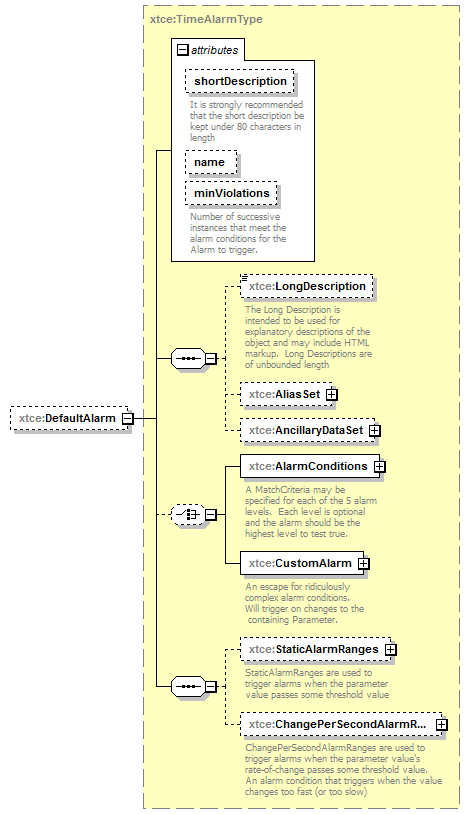 xtce:TimeAlarmType
attributes
shortDescription
It is strongly recommended
that the short description be
kept under 80 characters in
length
name
minViolations
Number of successive
instances that meet the
alarm conditions for the
Alarm to trigger.
xtce:LongDescription
The Long Description is
intended to be used for
explanatory descriptions of the
object and may include HTML
markup.  Long Descriptions are
of unbounded length
xtce:AliasSet
xtce:DefaultAlarm
xtce:AncillaryDataSet
xtce:AlarmConditions
A MatchCriteria may be
specified for each of the 5 alarm
levels.  Each level is optional
and the alarm should be the
highest level to test true.
xtce:CustomAlarm
An escape for ridiculously
complex alarm conditions.
Will trigger on changes to the
containing Parameter.
xtce:StaticAlarmRanges
StaticAlarmRanges are used to
trigger alarms when the parameter
value passes some threshold value
xtce:ChangePerSecondAlarmR...
ChangePerSecondAlarmRanges are used to
trigger alarms when the parameter value's
rate-of-change passes some threshold value.
An alarm condition that triggers when the value
changes too fast (or too slow)